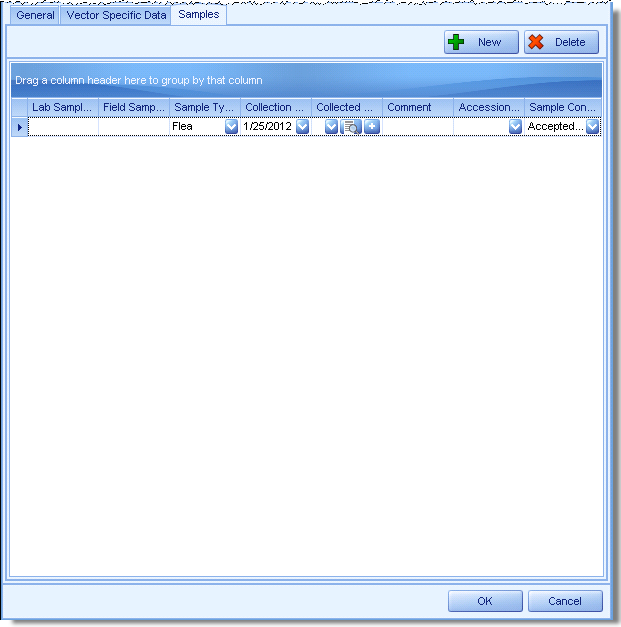 General Vector Specific Data Samples
New Delete
Drag a column header here to group by that column
Lab Sampl... Field Samp... Sample Ty... Collection ... Collected ... Comment Accession... Sample Con...
Flea 1/25/2012 Accepted...
OK Cancel